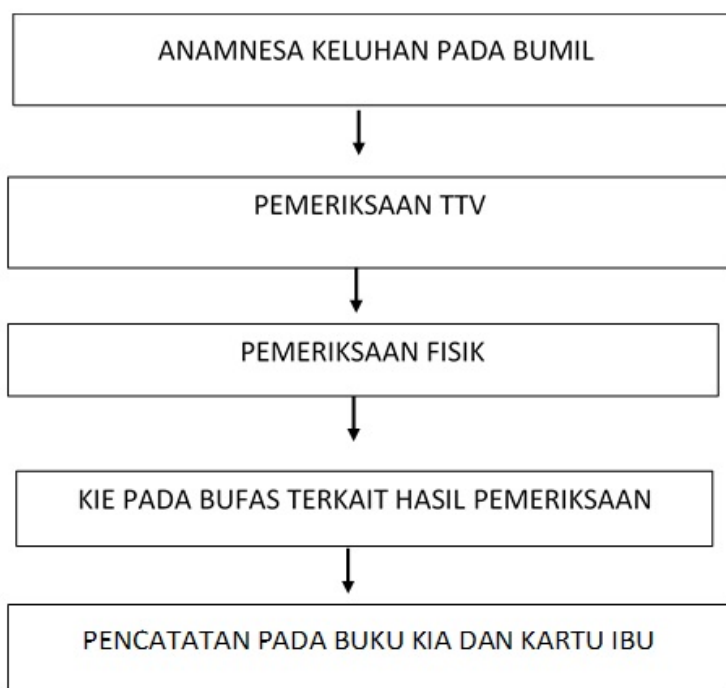 ANAMNESA KELUHAN PADA BUMIL
PEMERIKSAAN TTV
PEMERIKSAAN FISIK
KIE PADA BUFAS TERKAIT HASIL PEMERIKSAAN
PENCATATAN PADA BUKU KIA DAN KARTU IBU